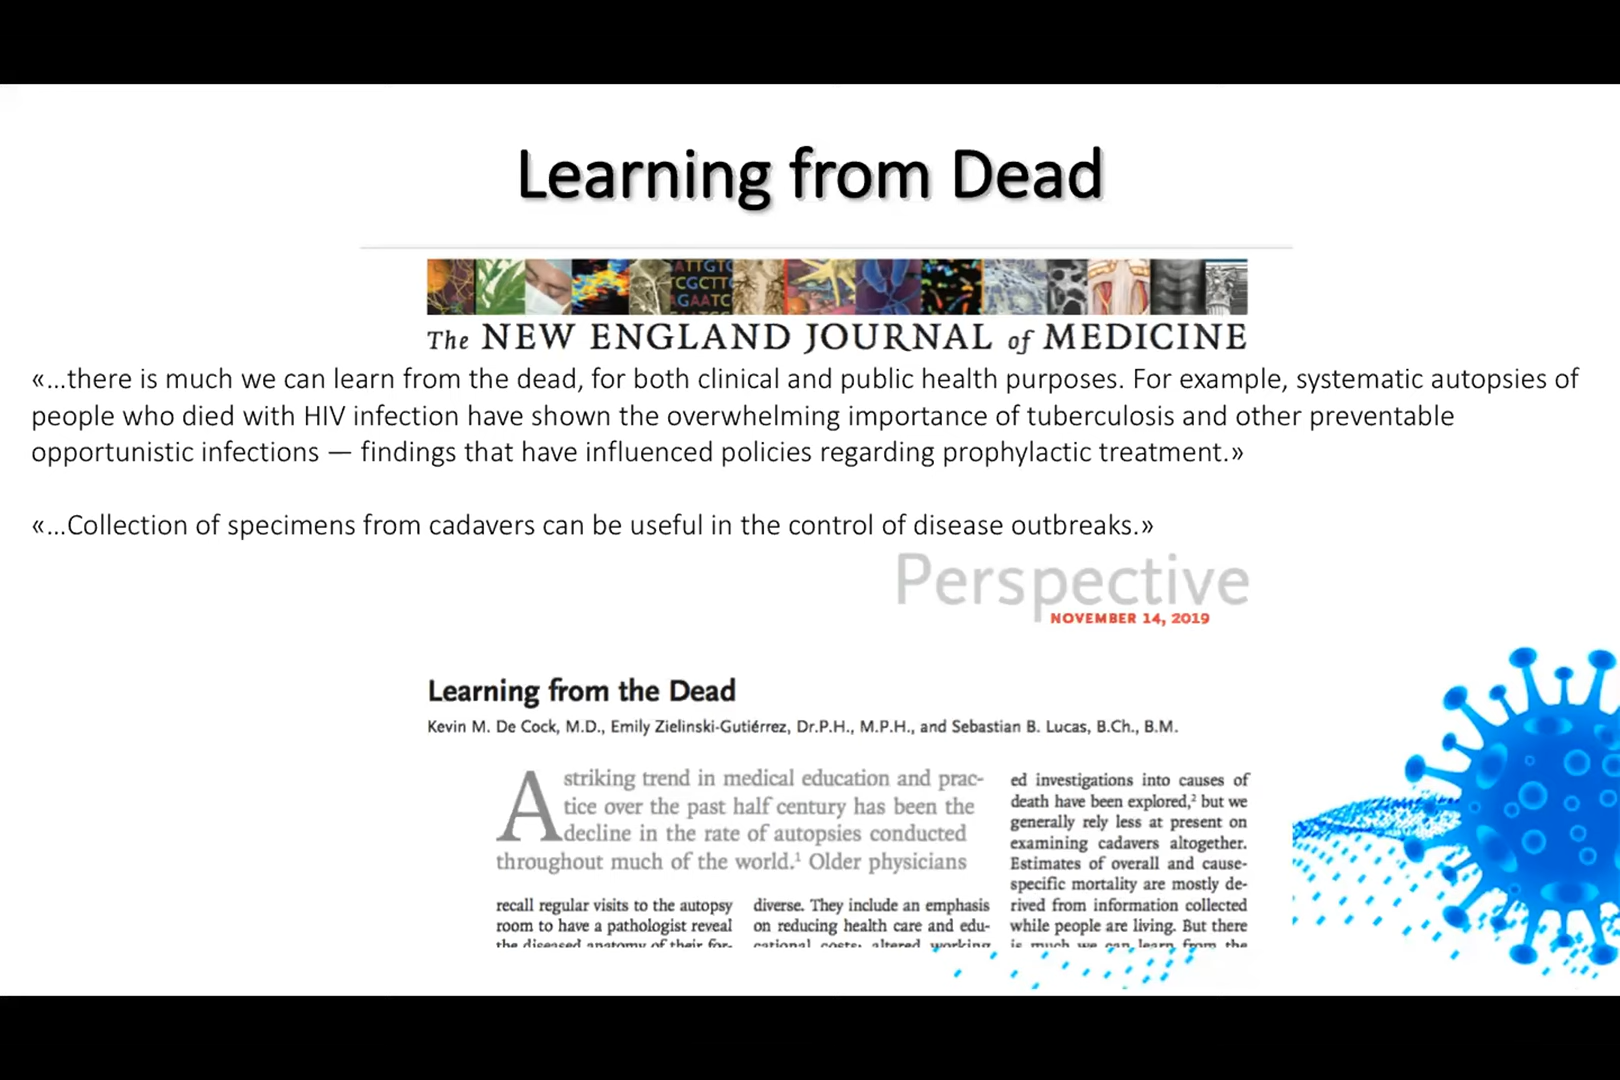 Learning from Dead
ATTGTC
TCGCTT
AGAATC
The NEW ENGLAND JOURNAL of MEDICINE
«…there is much we can learn from the dead, for both clinical and public health purposes. For example, systematic autopsies of
people who died with HIV infection have shown the overwhelming importance of tuberculosis and other preventable
opportunistic infections — findings that have influenced policies regarding prophylactic treatment.»
«…Collection of specimens from cadavers can be useful in the control of disease outbreaks.»
Perspective
NOVEMBER 14, 2019
Learning from the Dead
Kevin M. De Cock, M.D., Emily Zielinski-Gutiérrez, Dr.P.H., M.P.H., and Sebastian B. Lucas, B.Ch., B.M.
A striking trend in medical education and prac-
tice over the past half century has been the
decline in the rate of autopsies conducted
throughout much of the world.¹ Older physicians
recall regular visits to the autopsy
room to have a pathologist reveal
the diseased anatomy of their for-
diverse. They include an emphasis
on reducing health care and edu-
cational costs; altered working
ed investigations into causes of
death have been explored,² but we
generally rely less at present on
examining cadavers altogether.
Estimates of overall and cause-
specific mortality are mostly de-
rived from information collected
while people are living. But there
is much we can learn from the